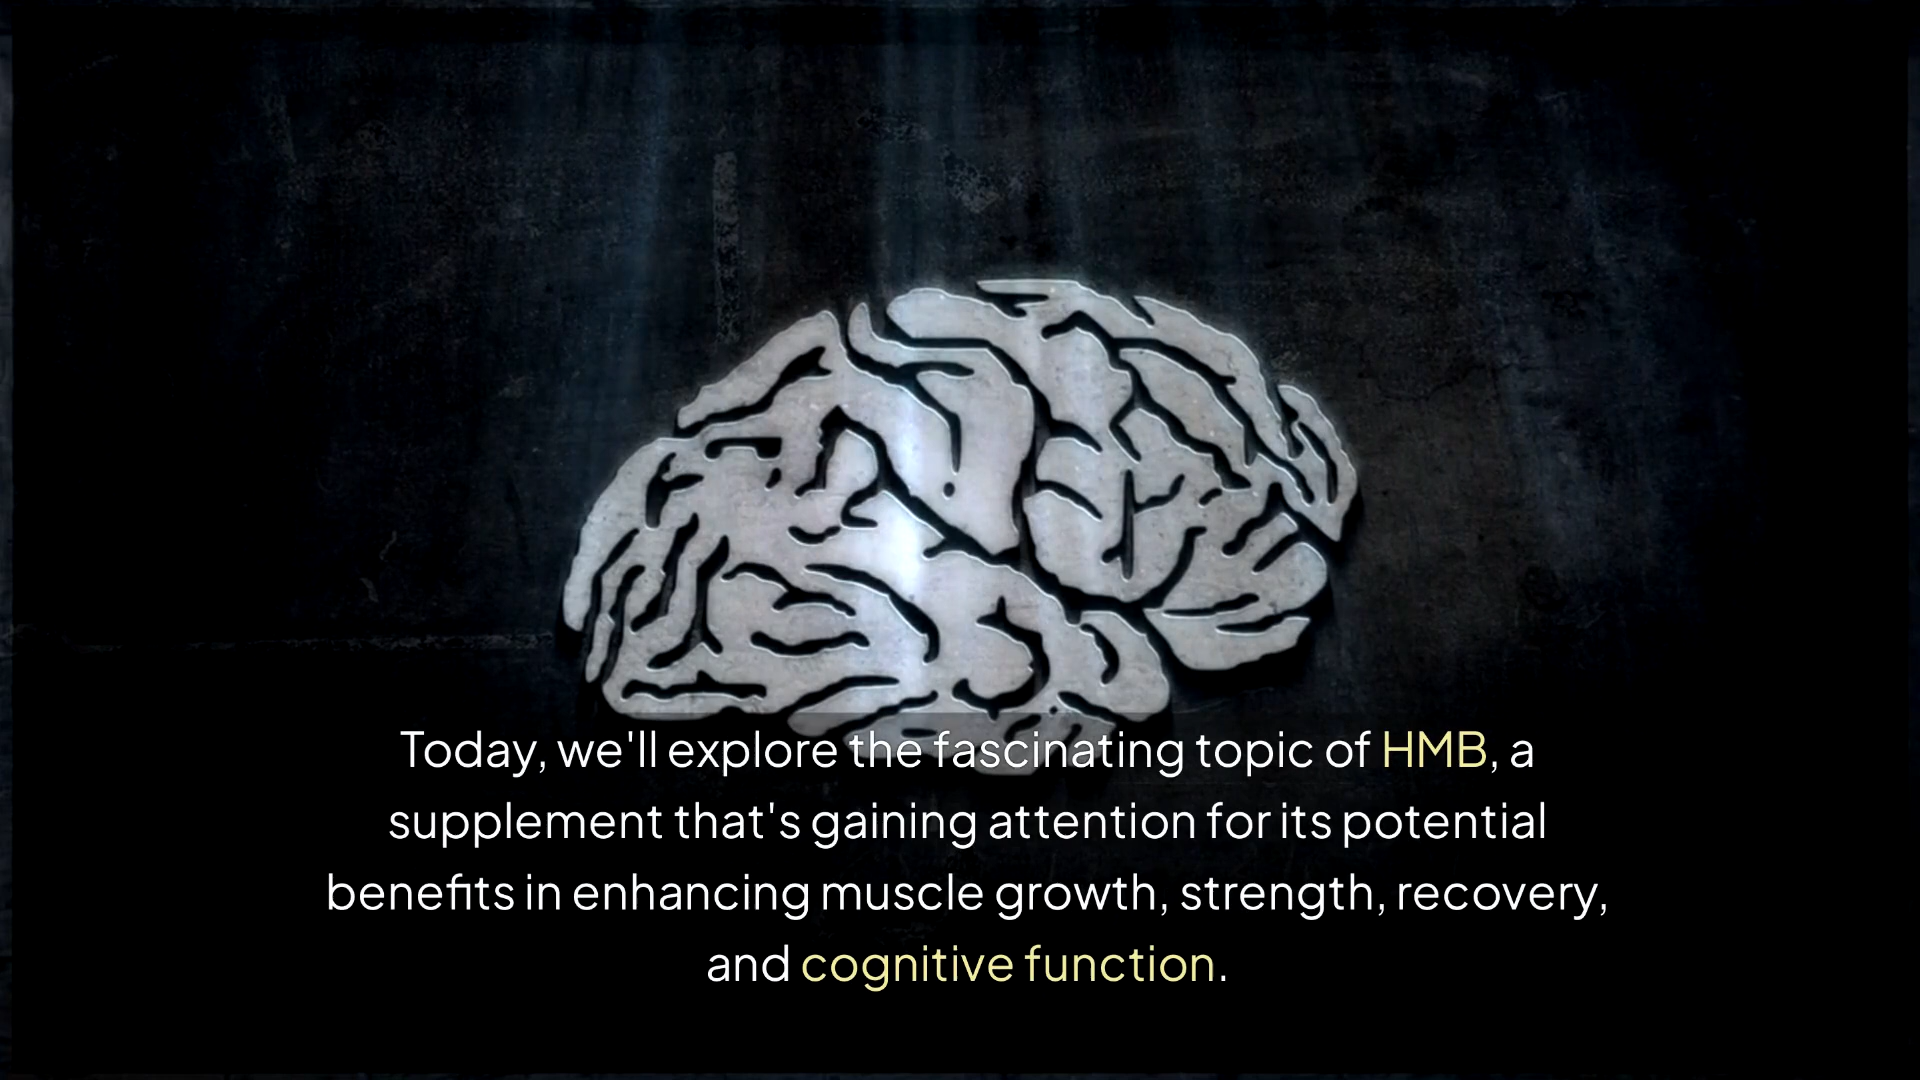 Today, we'll explore the fascinating topic of HMB, a
supplement that's gaining attention for its potential
benefits in enhancing muscle growth, strength, recovery,
and cognitive function.